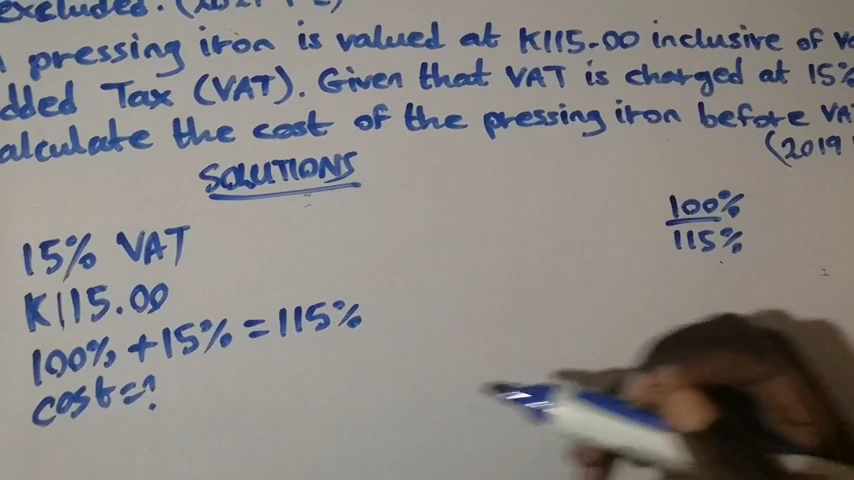 excluded.
pressing iron is valued at K115.00 inclusive of
dded Tax (VAT). Given that VAT is charged at 15%
alculate the cost of the pressing iron before VAT
(2019
SOLUTIONS
15% VAT
K115.00
100% + 15% = 115%
cost=?
100%
115%